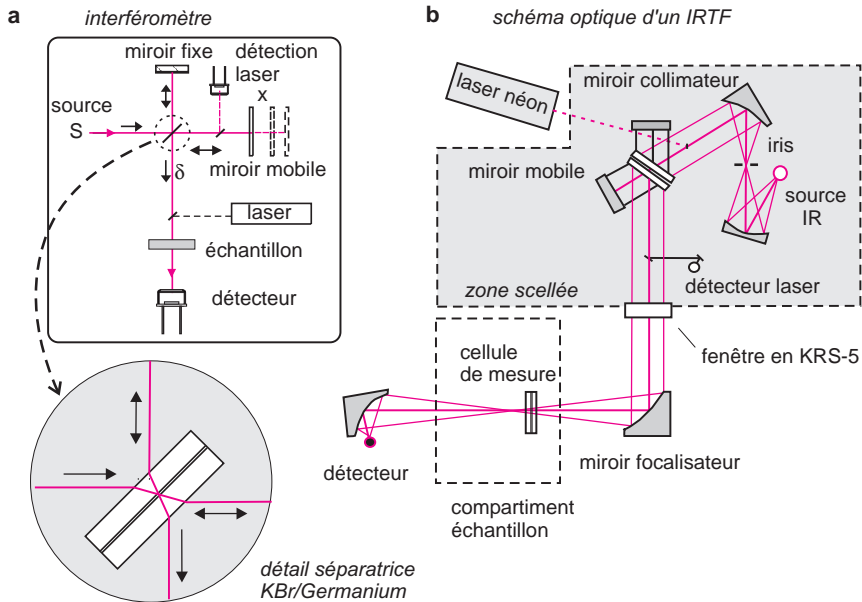 a
interféromètre
miroir fixe
détection
laser
x
source
S
miroir mobile
δ
laser
échantillon
détecteur
détail séparatrice
KBr/Germanium
b
schéma optique d'un IRTF
laser néon
miroir collimateur
iris
miroir mobile
source
IR
détecteur laser
zone scellée
fenêtre en KRS-5
cellule
de mesure
détecteur
miroir focalisateur
compartiment
échantillon